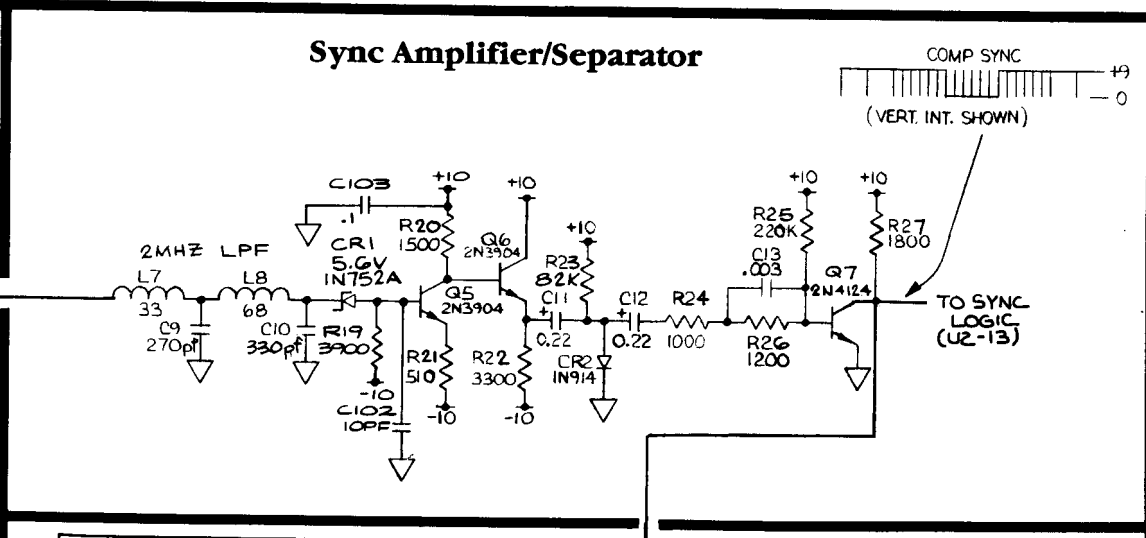 Sync Amplifier/Separator
COMP SYNC
+9
0
(VERT. INT. SHOWN)
C103
.1
+10
+10
R20
1500
Q6
2N3904
2MHZ LPF
CR1
5.6V
1N752A
L7
33
L8
68
C9
270pf
C10
330pf
R19
3900
-10
C102
10PF
Q5
2N3904
R21
510
-10
R22
3300
-10
+10
R23
82K
C11
+
0.22
CR2
1N914
C12
+
0.22
R24
1000
+10
R25
220K
C13
.003
R26
1200
Q7
2N4124
+10
R27
1800
TO SYNC
LOGIC
(U2-13)